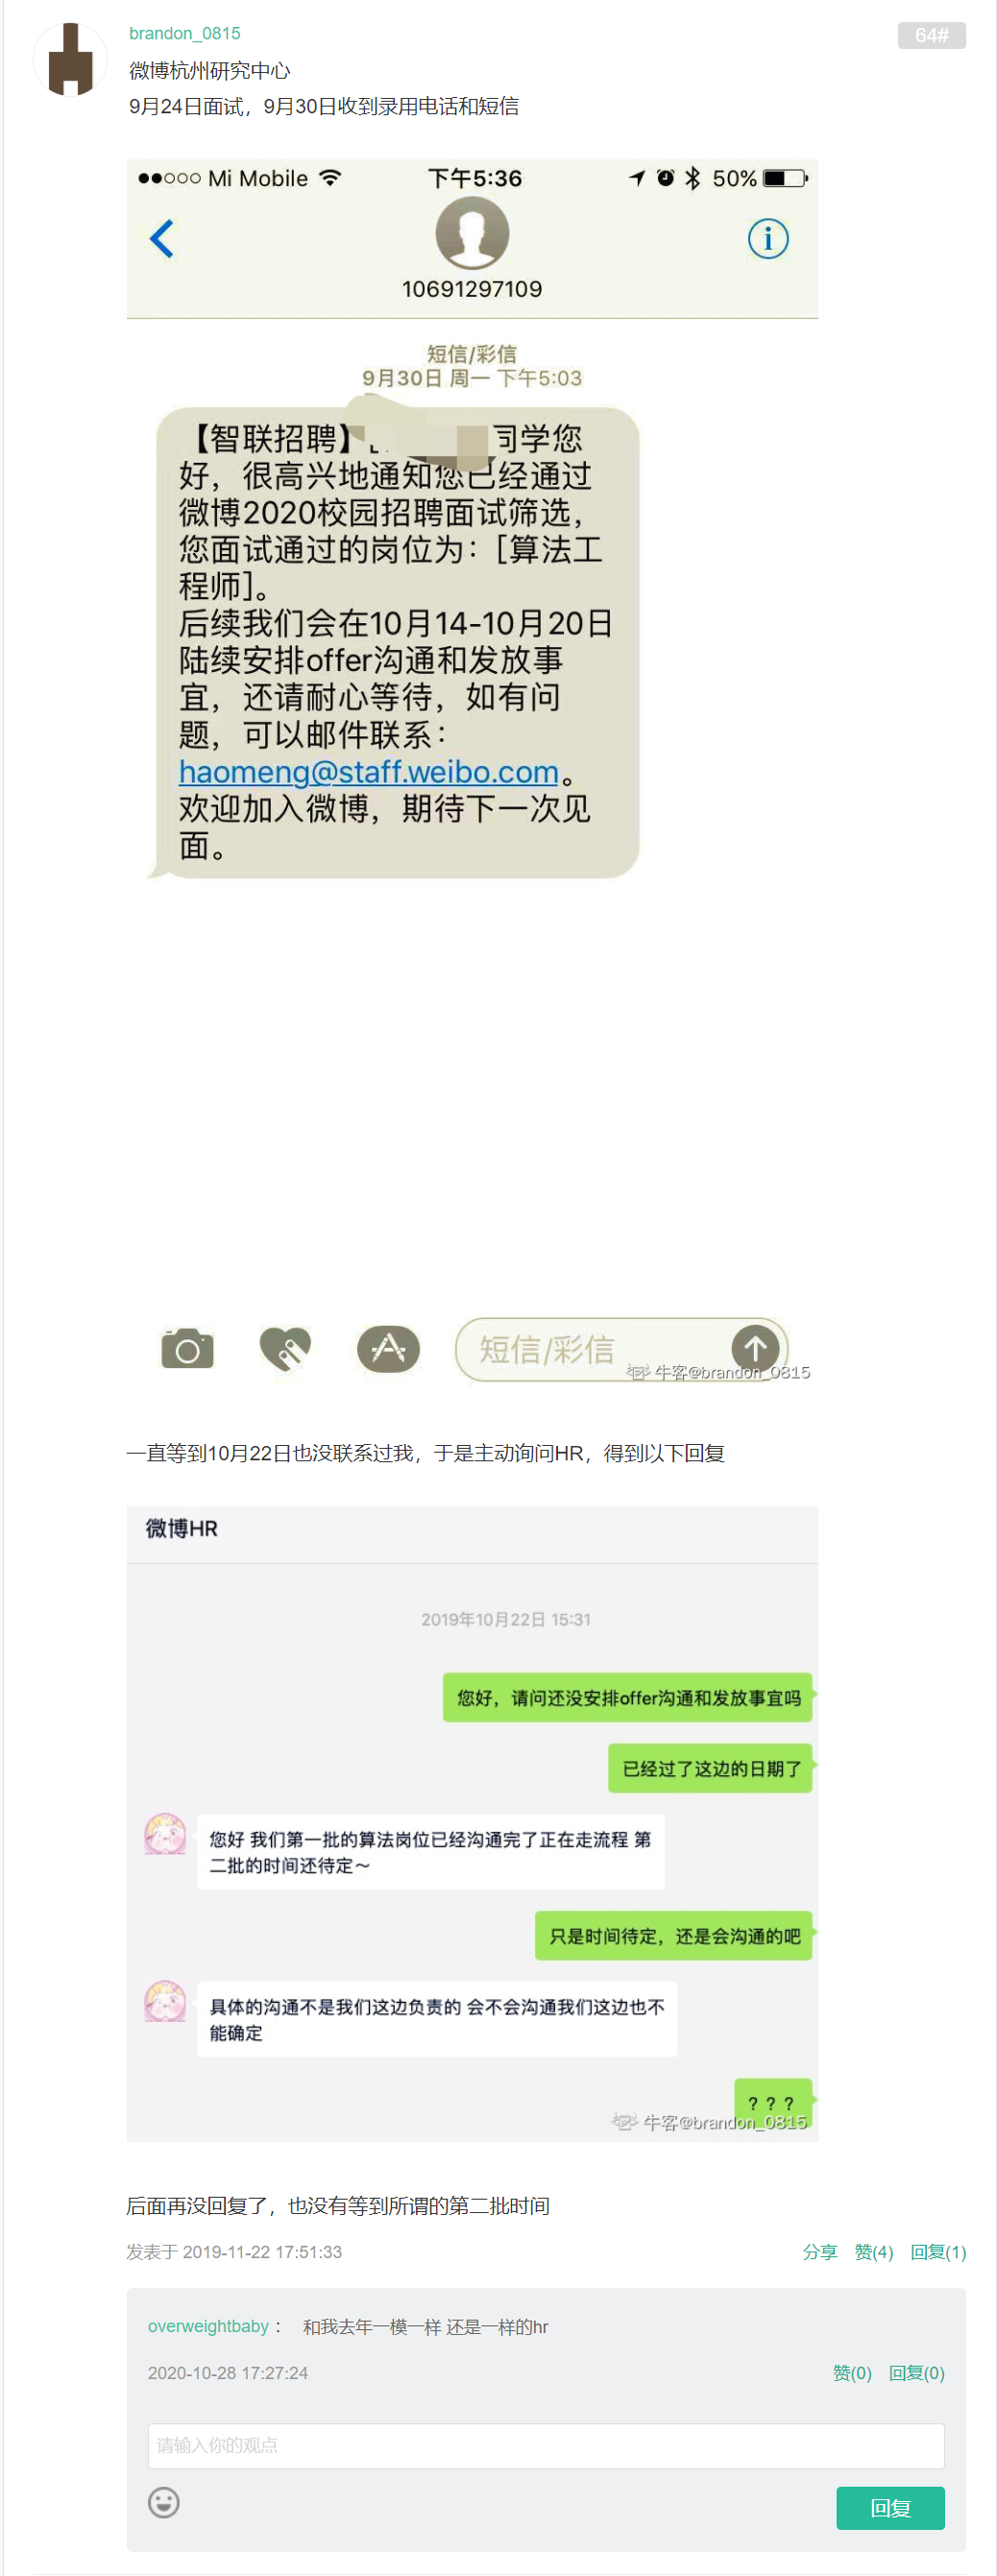 brandon_0815
64#
微博杭州研究中心
9月24日面试，9月30日收到录用电话和短信
Mi Mobile
下午5:36
50%
10691297109
短信/彩信
9月30日 周一 下午5:03
【智联招聘】同学您
好，很高兴地通知您已经通过
微博2020校园招聘面试筛选，
您面试通过的岗位为：[算法工
程师]。
后续我们会在10月14-10月20日
陆续安排offer沟通和发放事
宜，还请耐心等待，如有问
题，可以邮件联系：
haomeng@staff.weibo.com。
欢迎加入微博，期待下一次见
面。
短信/彩信
牛客@brandon_0815
一直等到10月22日也没联系过我，于是主动询问HR，得到以下回复
微博HR
2019年10月22日 15:31
您好，请问还没安排offer沟通和发放事宜吗
已经过了这边的日期了
您好 我们第一批的算法岗位已经沟通完了正在走流程 第
二批的时间还待定～
只是时间待定，还是会沟通的吧
具体的沟通不是我们这边负责的 会不会沟通我们这边也不
能确定
？？？
牛客@brandon_0815
后面再没回复了，也没有等到所谓的第二批时间
发表于 2019-11-22 17:51:33
分享 赞(4) 回复(1)
overweightbaby： 和我去年一模一样 还是一样的hr
2020-10-28 17:27:24
赞(0) 回复(0)
请输入你的观点
回复